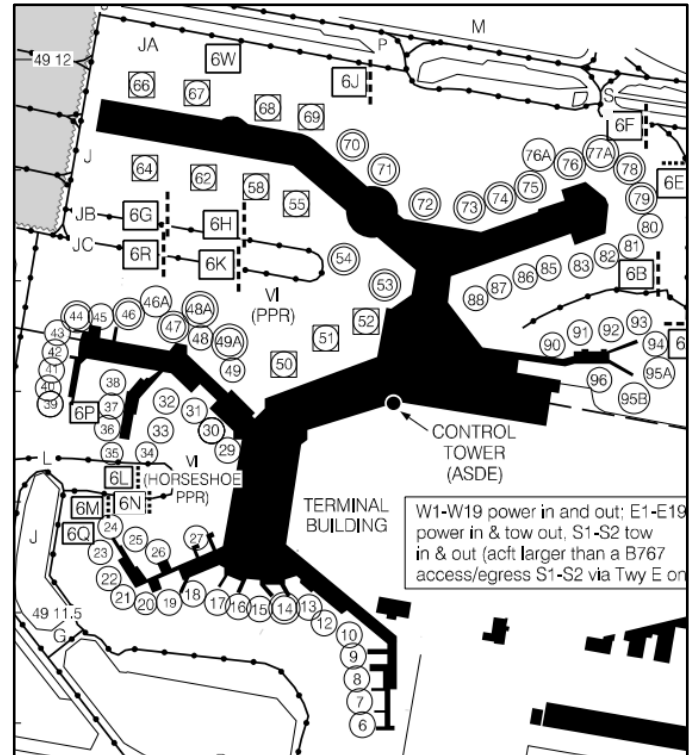 M
P
JA
6W
49 12
6J
66
67
68
69
S
6F
70
71
76A
76
77A
78
6E
J
64
62
58
55
72
73
74
75
79
80
JB
6G
6H
54
81
82
83
JC
6R
6K
53
85
86
87
88
6B
VI
(PPR)
52
51
50
46A
48A
44
45
46
47
48
49A
49
43
42
41
40
39
38
37
36
6P
32
31
30
33
29
35
34
90
91
92
93
94
95A
96
95B
L
6L
VI
(HORSESHOE
PPR)
6M
6N
6Q
CONTROL
TOWER
(ASDE)
TERMINAL
BUILDING
W1-W19 power in and out; E1-E19
power in & tow out, S1-S2 tow
in & out (acft larger than a B767
access/egress S1-S2 via Twy E on
J
24
25
26
27
23
22
21
20
19
18
17
16
15
14
13
12
10
9
8
7
6
49 11.5
G